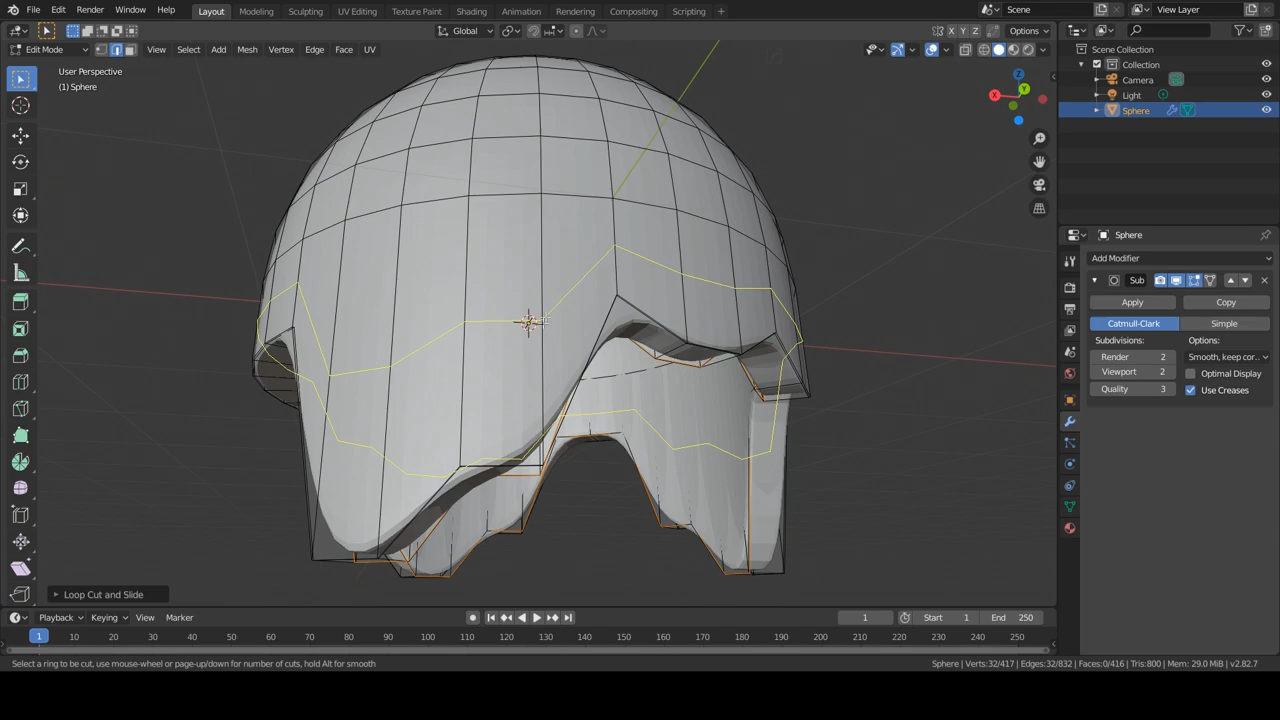 File Edit Render Window Help Layout Modeling Sculpting UV Editing Texture Paint Shading Animation Rendering Compositing Scripting + Scene View Layer
Global Options
Edit Mode View Select Add Mesh Vertex Edge Face UV
User Perspective
(1) Sphere
Z
Y
X
Scene Collection
Collection
Camera
Light
Sphere
Sphere
Add Modifier
Sub
Apply Copy
Catmull-Clark Simple
Subdivisions: Options:
Render 2 Smooth, keep cor..
Viewport 2 Optimal Display
Quality 3 Use Creases
Loop Cut and Slide
Playback Keying View Marker 1 Start 1 End 250
1 10 20 30 40 50 60 70 80 90 100 110 120 130 140 150 160 170 180 190 200 210 220 230 240 250
Select a ring to be cut, use mouse-wheel or page-up/down for number of cuts, hold Alt for smooth
Sphere | Verts:32/417 | Edges:32/832 | Faces:0/416 | Tris:800 | Mem: 29.0 MiB | v2.82.7